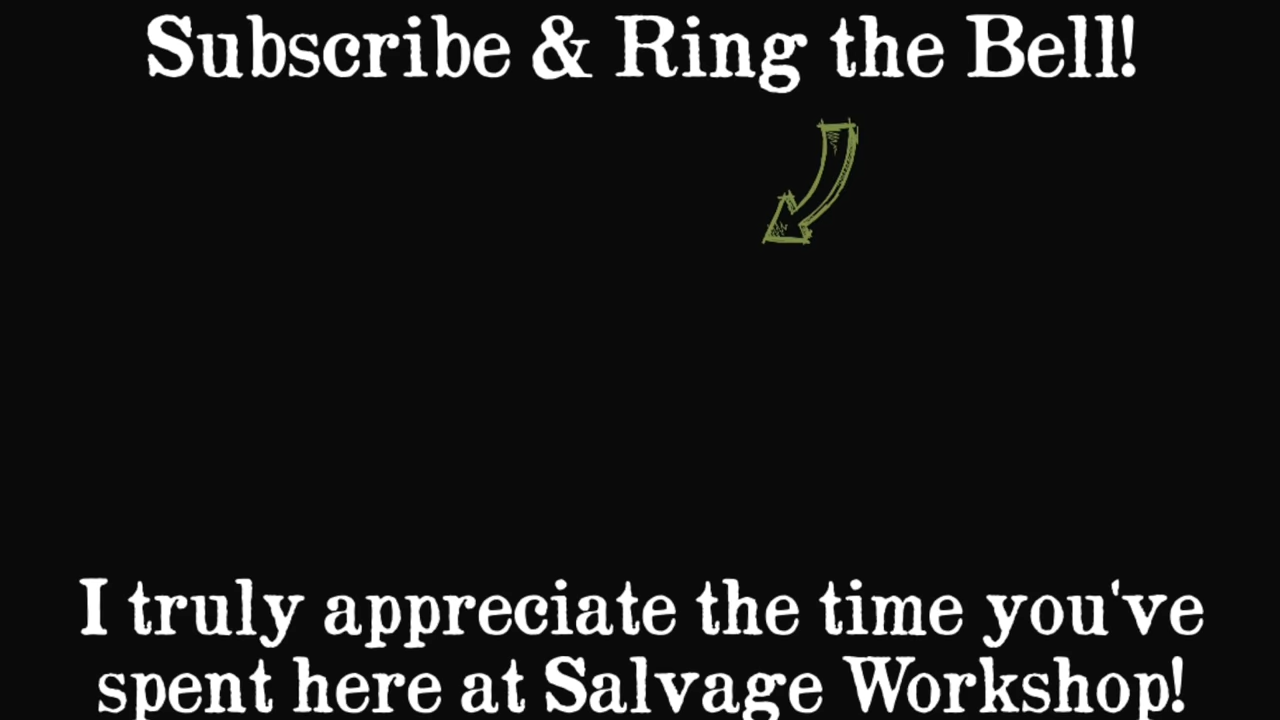 Subscribe & Ring the Bell!
I truly appreciate the time you've
spent here at Salvage Workshop!